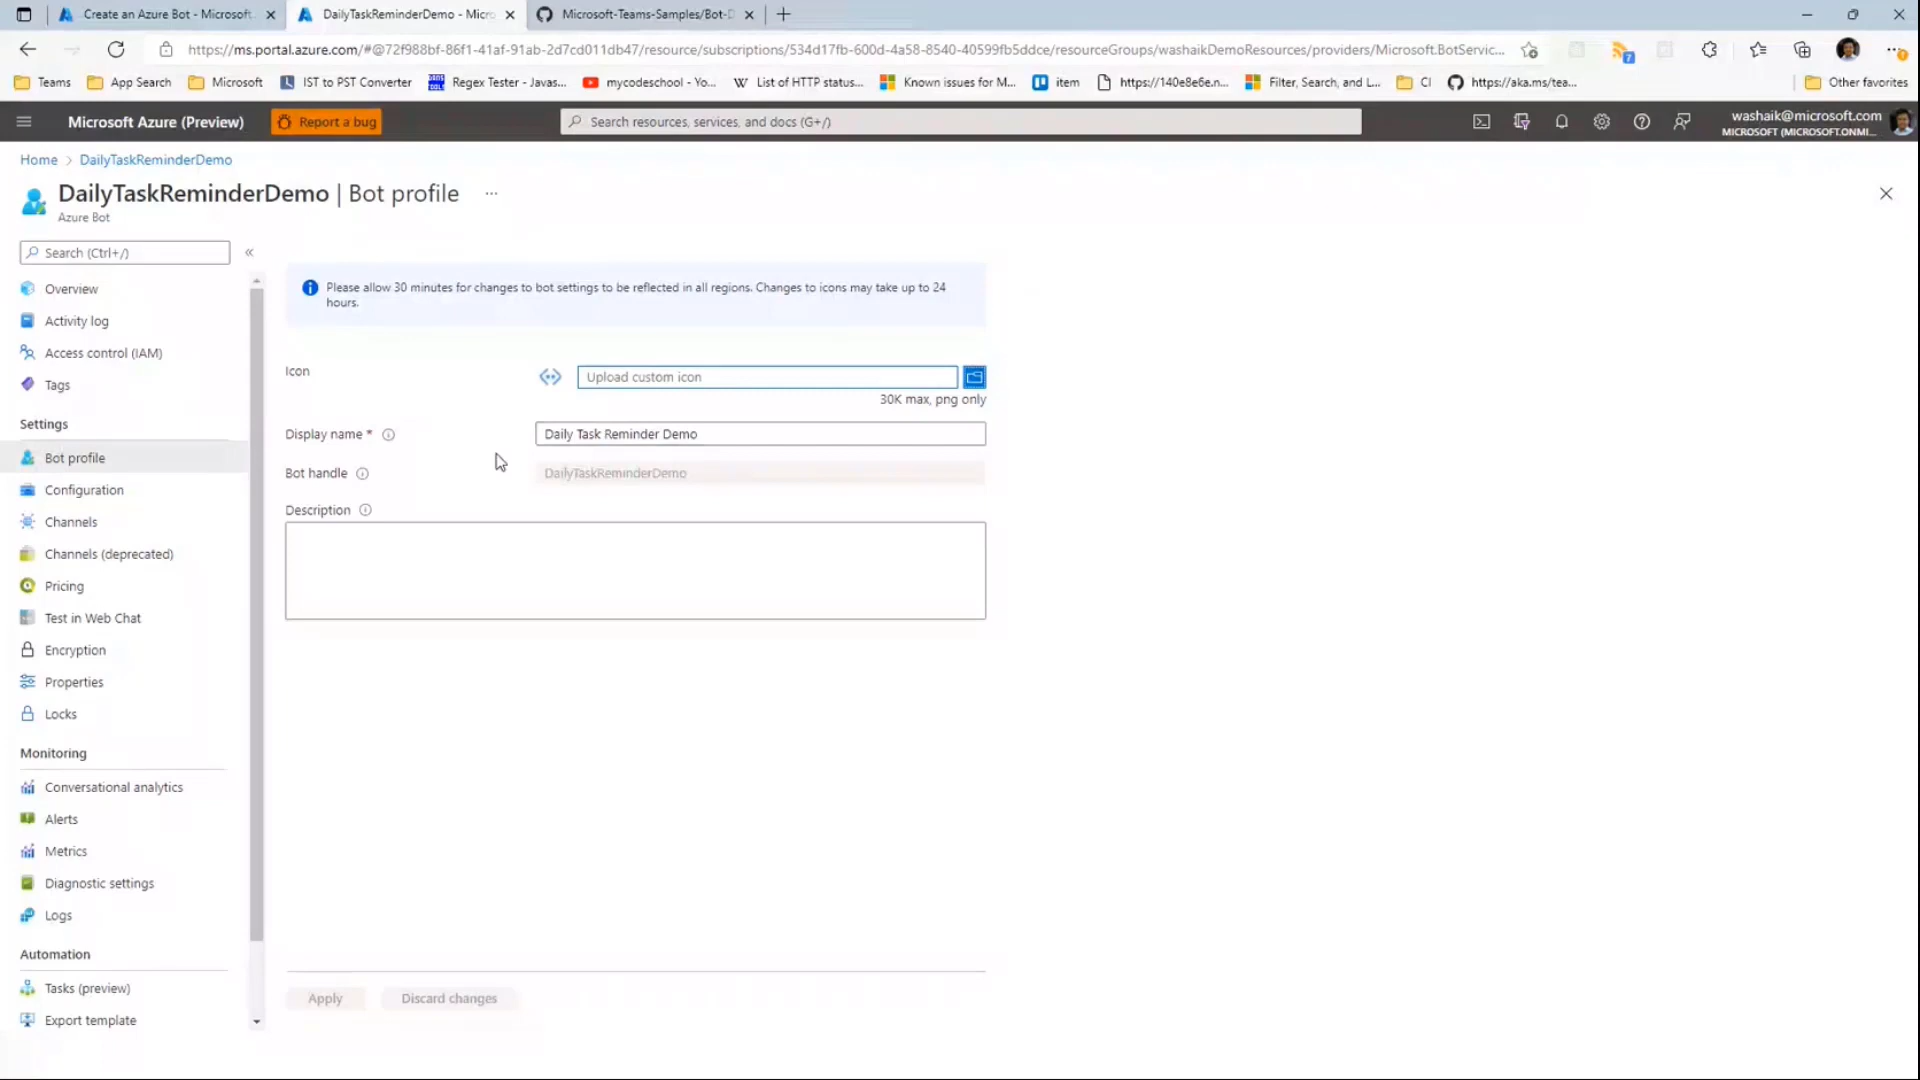 Create an Azure Bot - Microsoft
DailyTaskReminderDemo - Micro
Microsoft-Teams-Samples/Bot-D
https://ms.portal.azure.com/#@72f988bf-86f1-41af-91ab-2d7cd011db47/resource/subscriptions/534d17fb-600d-4a58-8540-40599fb5ddce/resourceGroups/washaikDemoResources/providers/Microsoft.BotServic...
7
Teams
App Search
Microsoft
IST to PST Converter
Regex Tester - Javas...
mycodeschool - Yo...
List of HTTP status...
Known issues for M...
item
https://140e8e6e.n...
Filter, Search, and L...
CI
https://aka.ms/tea...
Other favorites
Microsoft Azure (Preview)
Report a bug
Search resources, services, and docs (G+/)
washaik@microsoft.com
MICROSOFT (MICROSOFT.ONMI...
Home > DailyTaskReminderDemo
DailyTaskReminderDemo | Bot profile ...
Azure Bot
Search (Ctrl+/)
«
Overview
Activity log
Access control (IAM)
Tags
Settings
Bot profile
Configuration
Channels
Channels (deprecated)
Pricing
Test in Web Chat
Encryption
Properties
Locks
Monitoring
Conversational analytics
Alerts
Metrics
Diagnostic settings
Logs
Automation
Tasks (preview)
Export template
Please allow 30 minutes for changes to bot settings to be reflected in all regions. Changes to icons may take up to 24
hours.
Icon
Upload custom icon
30K max, png only
Display name *
Daily Task Reminder Demo
Bot handle
DailyTaskReminderDemo
Description
Apply
Discard changes